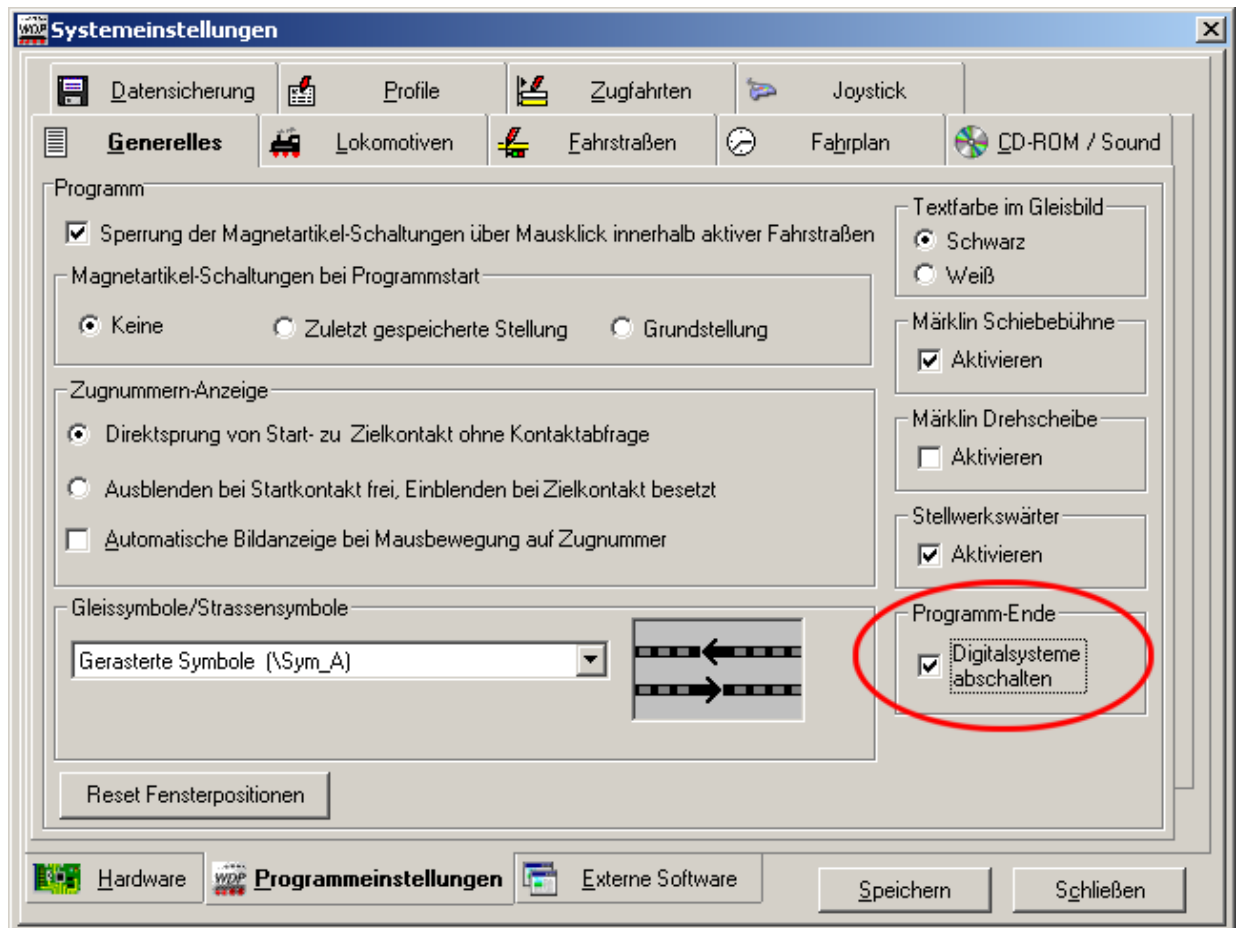 WDP Systemeinstellungen
Datensicherung Profile Zugfahrten Joystick
Generelles Lokomotiven Fahrstraßen Fahrplan CD-ROM / Sound
Programm
Sperrung der Magnetartikel-Schaltungen über Mausklick innerhalb aktiver Fahrstraßen
Magnetartikel-Schaltungen bei Programmstart
Keine Zuletzt gespeicherte Stellung Grundstellung
Zugnummern-Anzeige
Direktsprung von Start- zu Zielkontakt ohne Kontaktabfrage
Ausblenden bei Startkontakt frei, Einblenden bei Zielkontakt besetzt
Automatische Bildanzeige bei Mausbewegung auf Zugnummer
Gleissymbole/Strassensymbole
Gerasterte Symbole (\Sym_A)
Reset Fensterpositionen
Textfarbe im Gleisbild
Schwarz
Weiß
Märklin Schiebebühne
Aktivieren
Märklin Drehscheibe
Aktivieren
Stellwerkswärter
Aktivieren
Programm-Ende
Digitalsysteme
abschalten
Hardware WDP Programmeinstellungen Externe Software
Speichern Schließen